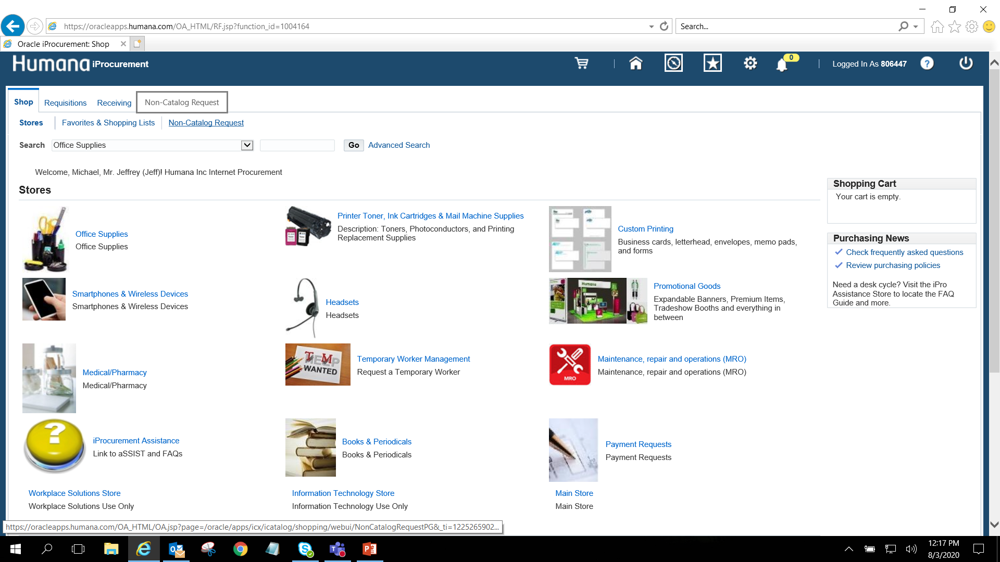 https://oracleapps.humana.com/OA_HTML/RF.jsp?function_id=1004164
Search...
Oracle iProcurement: Shop
Humana iProcurement
0
Logged In As 806447
?
Shop Requisitions Receiving Non-Catalog Request
Stores Favorites & Shopping Lists Non-Catalog Request
Search Office Supplies Go Advanced Search
Welcome, Michael, Mr. Jeffrey (Jeff)! Humana Inc Internet Procurement
Stores
Office Supplies
Office Supplies
Printer Toner, Ink Cartridges & Mail Machine Supplies
Description: Toners, Photoconductors, and Printing
Replacement Supplies
Custom Printing
Business cards, letterhead, envelopes, memo pads,
and forms
Shopping Cart
Your cart is empty.
Purchasing News
Check frequently asked questions
Review purchasing policies
Need a desk cycle? Visit the iPro
Assistance Store to locate the FAQ
Guide and more.
Smartphones & Wireless Devices
Smartphones & Wireless Devices
Headsets
Headsets
Humana
Promotional Goods
Expandable Banners, Premium Items,
Tradeshow Booths and everything in
between
Medical/Pharmacy
Medical/Pharmacy
TEMP
WANTED
Temporary Worker Management
Request a Temporary Worker
MRO
Maintenance, repair and operations (MRO)
Maintenance, repair and operations (MRO)
?
iProcurement Assistance
Link to aSSIST and FAQs
Books & Periodicals
Books & Periodicals
Payment Requests
Payment Requests
Workplace Solutions Store
Workplace Solutions Use Only
Information Technology Store
Information Technology Use Only
Main Store
Main Store
https://oracleapps.humana.com/OA_HTML/OA.jsp?page=/oracle/apps/icx/icatalog/shopping/webui/NonCatalogRequestPG&_ti=1225265902...
12:17 PM
8/3/2020